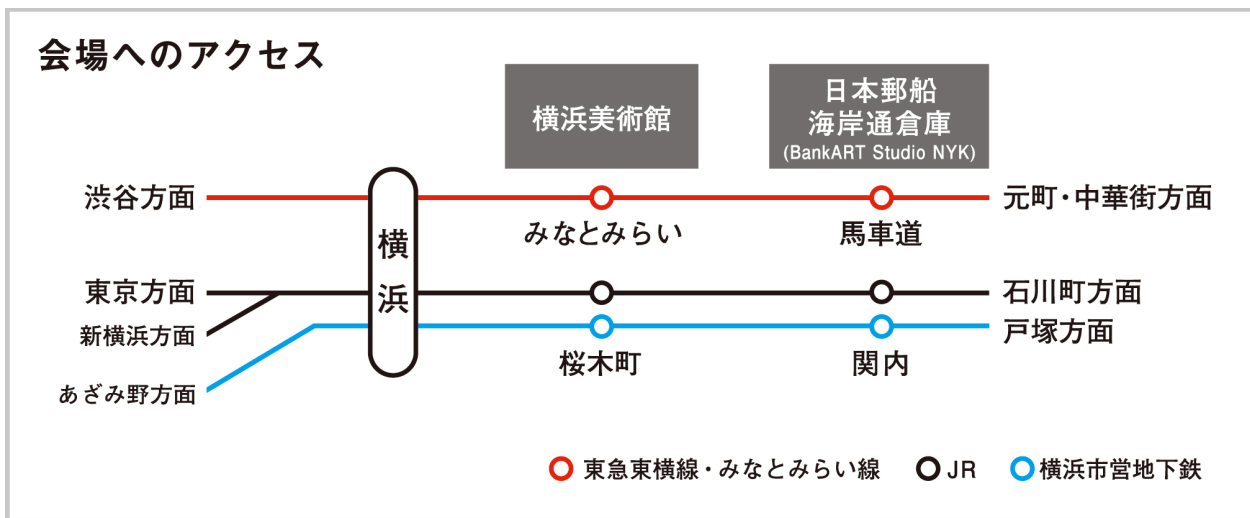 会場へのアクセス
横浜美術館
日本郵船
海岸通倉庫
(BankART Studio NYK)
渋谷方面
元町・中華街方面
みなとみらい
馬車道
横浜
東京方面
石川町方面
新横浜方面
戸塚方面
桜木町
関内
あざみ野方面
東急東横線・みなとみらい線
JR
横浜市営地下鉄